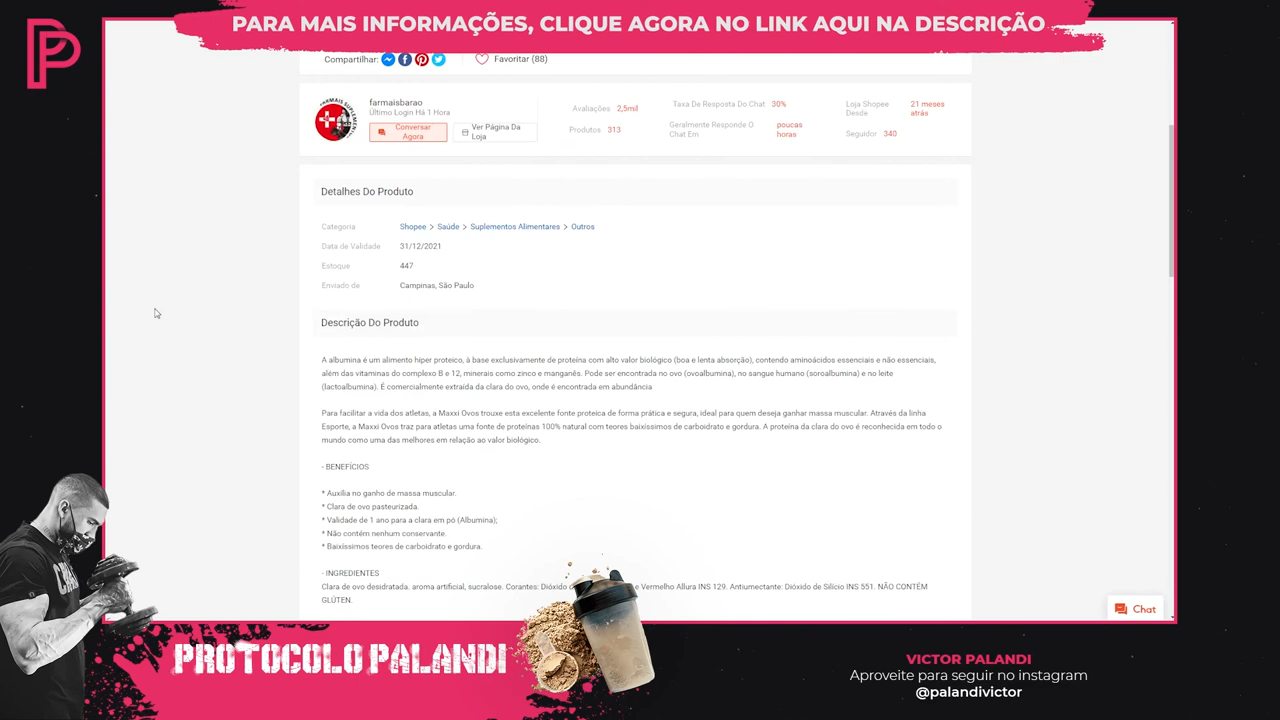 PARA MAIS INFORMAÇÕES, CLIQUE AGORA NO LINK AQUI NA DESCRIÇÃO
Compartilhar:
Favoritar (88)
farmaisbarao
Último Login Há 1 Hora
Conversar
Agora
Ver Página Da
Loja
Avaliações 2,5mil
Produtos 313
Taxa De Resposta Do Chat 30%
Geralmente Responde O
Chat Em
poucas
horas
Loja Shopee
Desde
21 meses
atrás
Seguidor 340
Detalhes Do Produto
Categoria Shopee > Saúde > Suplementos Alimentares > Outros
Data de Validade 31/12/2021
Estoque 447
Enviado de Campinas, São Paulo
Descrição Do Produto
A albumina é um alimento hiper proteico, à base exclusivamente de proteína com alto valor biológico (boa e lenta absorção), contendo aminoácidos essenciais e não essenciais,
além das vitaminas do complexo B e 12, minerais como zinco e manganês. Pode ser encontrada no ovo (ovoalbumina), no sangue humano (soroalbumina) e no leite
(lactoalbumina). É comercialmente extraída da clara do ovo, onde é encontrada em abundância
Para facilitar a vida dos atletas, a Maxxi Ovos trouxe esta excelente fonte proteica de forma prática e segura, ideal para quem deseja ganhar massa muscular. Através da linha
Esporte, a Maxxi Ovos traz para atletas uma fonte de proteínas 100% natural com teores baixíssimos de carboidrato e gordura. A proteína da clara do ovo é reconhecida em todo o
mundo como uma das melhores em relação ao valor biológico.
- BENEFÍCIOS
* Auxilia no ganho de massa muscular.
* Clara de ovo pasteurizada.
* Validade de 1 ano para a clara em pó (Albumina);
* Não contém nenhum conservante.
* Baixíssimos teores de carboidrato e gordura.
- INGREDIENTES
Clara de ovo desidratada. aroma artificial, sucralose. Corantes: Dióxido e Vermelho Allura INS 129. Antiumectante: Dióxido de Silício INS 551. NÃO CONTÉM
GLÚTEN.
Chat
PROTOCOLO PALANDI
VICTOR PALANDI
Aproveite para seguir no instagram
@palandivictor